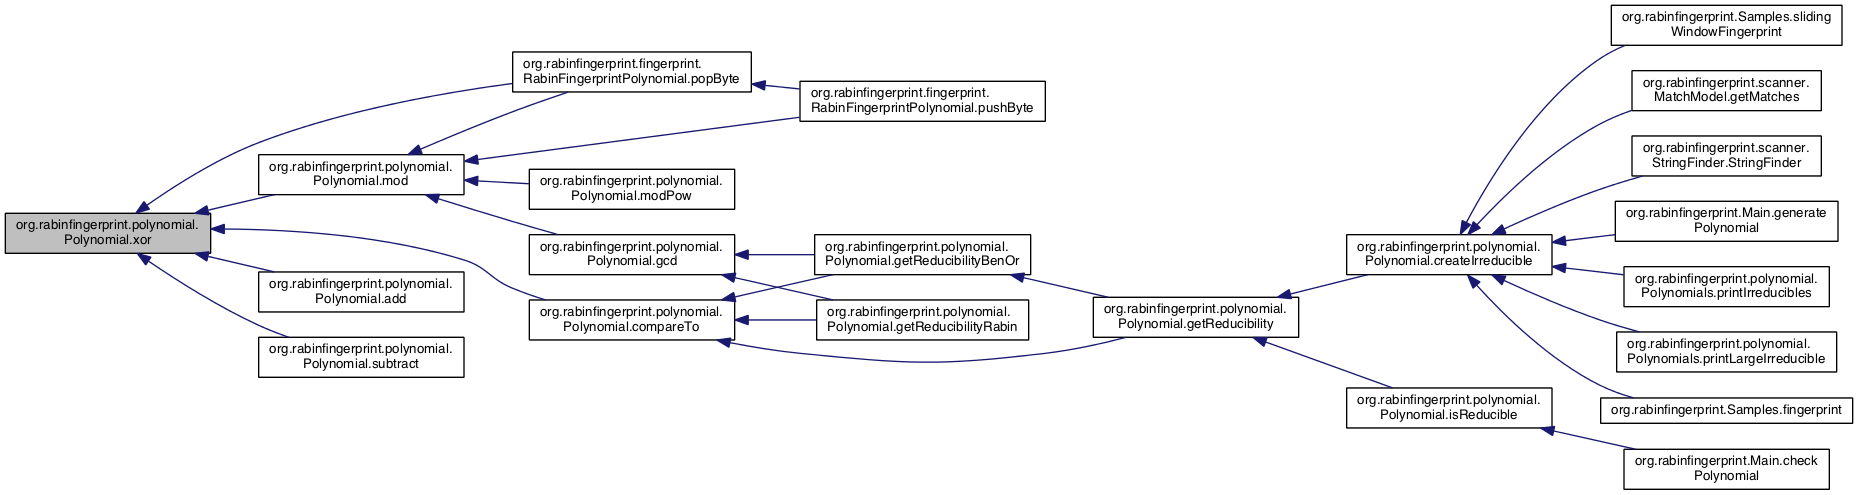 org.rabinfingerprint.polynomial.
Polynomial.xor
org.rabinfingerprint.fingerprint.
RabinFingerprintPolynomial.popByte
org.rabinfingerprint.polynomial.
Polynomial.mod
org.rabinfingerprint.polynomial.
Polynomial.add
org.rabinfingerprint.polynomial.
Polynomial.subtract
org.rabinfingerprint.fingerprint.
RabinFingerprintPolynomial.pushByte
org.rabinfingerprint.polynomial.
Polynomial.modPow
org.rabinfingerprint.polynomial.
Polynomial.gcd
org.rabinfingerprint.polynomial.
Polynomial.compareTo
org.rabinfingerprint.polynomial.
Polynomial.getReducibilityBenOr
org.rabinfingerprint.polynomial.
Polynomial.getReducibilityRabin
org.rabinfingerprint.polynomial.
Polynomial.getReducibility
org.rabinfingerprint.polynomial.
Polynomial.createIrreducible
org.rabinfingerprint.polynomial.
Polynomial.isReducible
org.rabinfingerprint.Samples.sliding
WindowFingerprint
org.rabinfingerprint.scanner.
MatchModel.getMatches
org.rabinfingerprint.scanner.
StringFinder.StringFinder
org.rabinfingerprint.Main.generate
Polynomial
org.rabinfingerprint.polynomial.
Polynomials.printIrreducibles
org.rabinfingerprint.polynomial.
Polynomials.printLargeIrreducible
org.rabinfingerprint.Samples.fingerprint
org.rabinfingerprint.Main.check
Polynomial